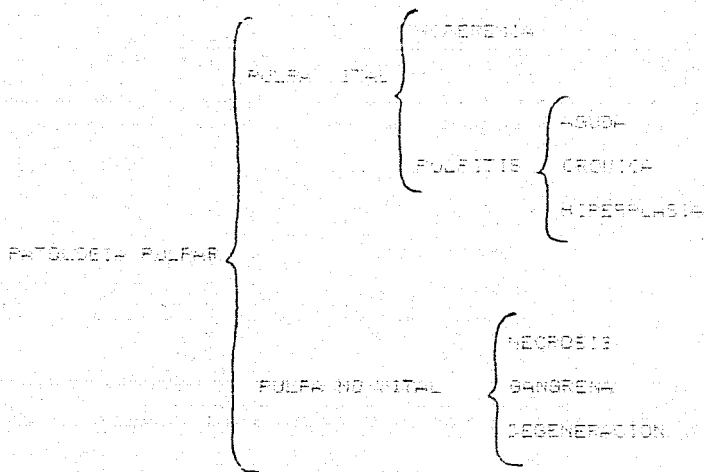 HIPEREMIA
PULPA VITAL
AGUDA
PULPITIS
CRONICA
HIPERPLASIA
PATOLOGIA PULPAR
NECROSIS
PULPA NO VITAL
GANGRENA
DEGENERACION